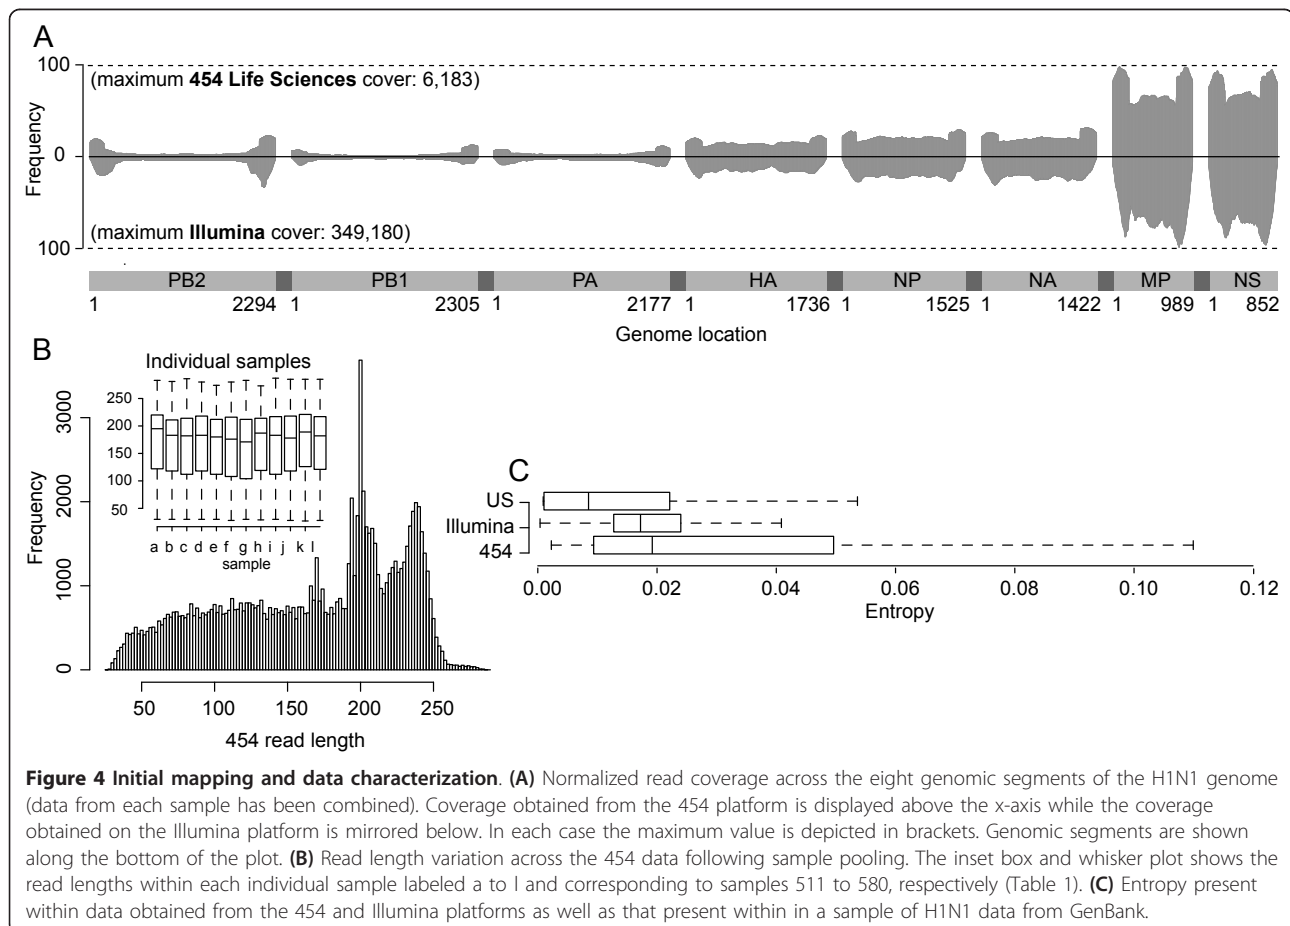 A
100
(maximum 454 Life Sciences cover: 6,183)
Frequency
0
(maximum Illumina cover: 349,180)
100
PB2 PB1 PA HA NP NA MP NS
1 2294 1 2305 1 2177 1 1736 1 1525 1 1422 1 989 1 852
Genome location
B
Individual samples
250
200
150
100
50
a b c d e f g h i j k l
sample
3000
2000
1000
0
Frequency
50 100 150 200 250
454 read length
C
US
Illumina
454
0.00 0.02 0.04 0.06 0.08 0.10 0.12
Entropy
Figure 4 Initial mapping and data characterization. (A) Normalized read coverage across the eight genomic segments of the H1N1 genome
(data from each sample has been combined). Coverage obtained from the 454 platform is displayed above the x-axis while the coverage
obtained on the Illumina platform is mirrored below. In each case the maximum value is depicted in brackets. Genomic segments are shown
along the bottom of the plot. (B) Read length variation across the 454 data following sample pooling. The inset box and whisker plot shows the
read lengths within each individual sample labeled a to l and corresponding to samples 511 to 580, respectively (Table 1). (C) Entropy present
within data obtained from the 454 and Illumina platforms as well as that present within in a sample of H1N1 data from GenBank.